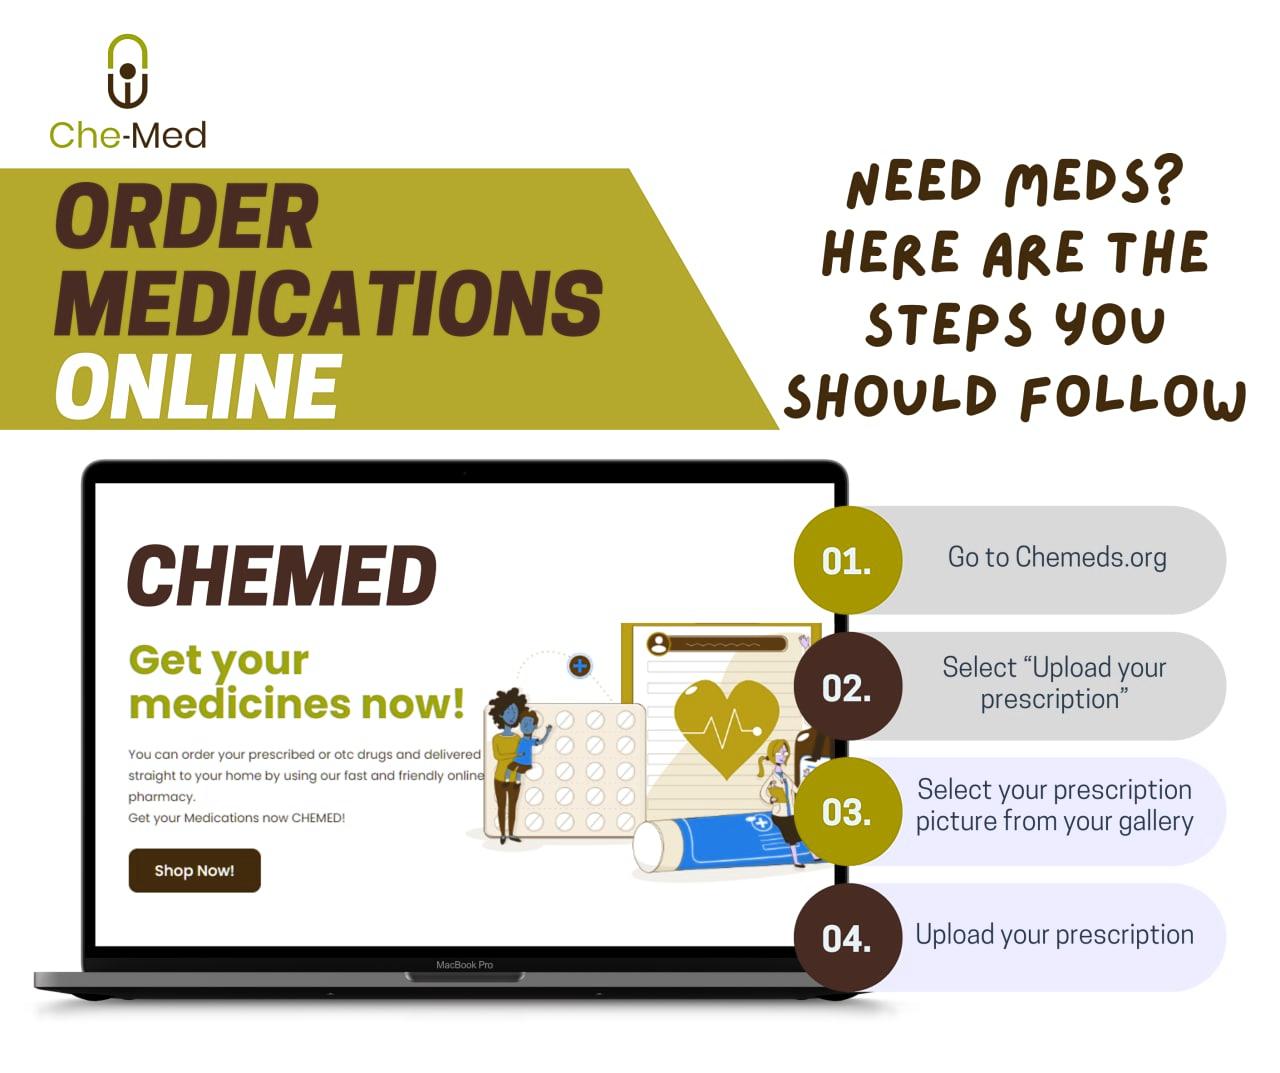 Che-Med
ORDER
MEDICATIONS
ONLINE
NEED MEDS?
HERE ARE THE
STEPS YOU
SHOULD FOLLOW
CHEMED
Get your
medicines now!
You can order your prescribed or otc drugs and delivered
straight to your home by using our fast and friendly online
pharmacy.
Get your Medications now CHEMED!
Shop Now!
MacBook Pro
01.
Go to Chemeds.org
02.
Select “Upload your
prescription”
03.
Select your prescription
picture from your gallery
04.
Upload your prescription